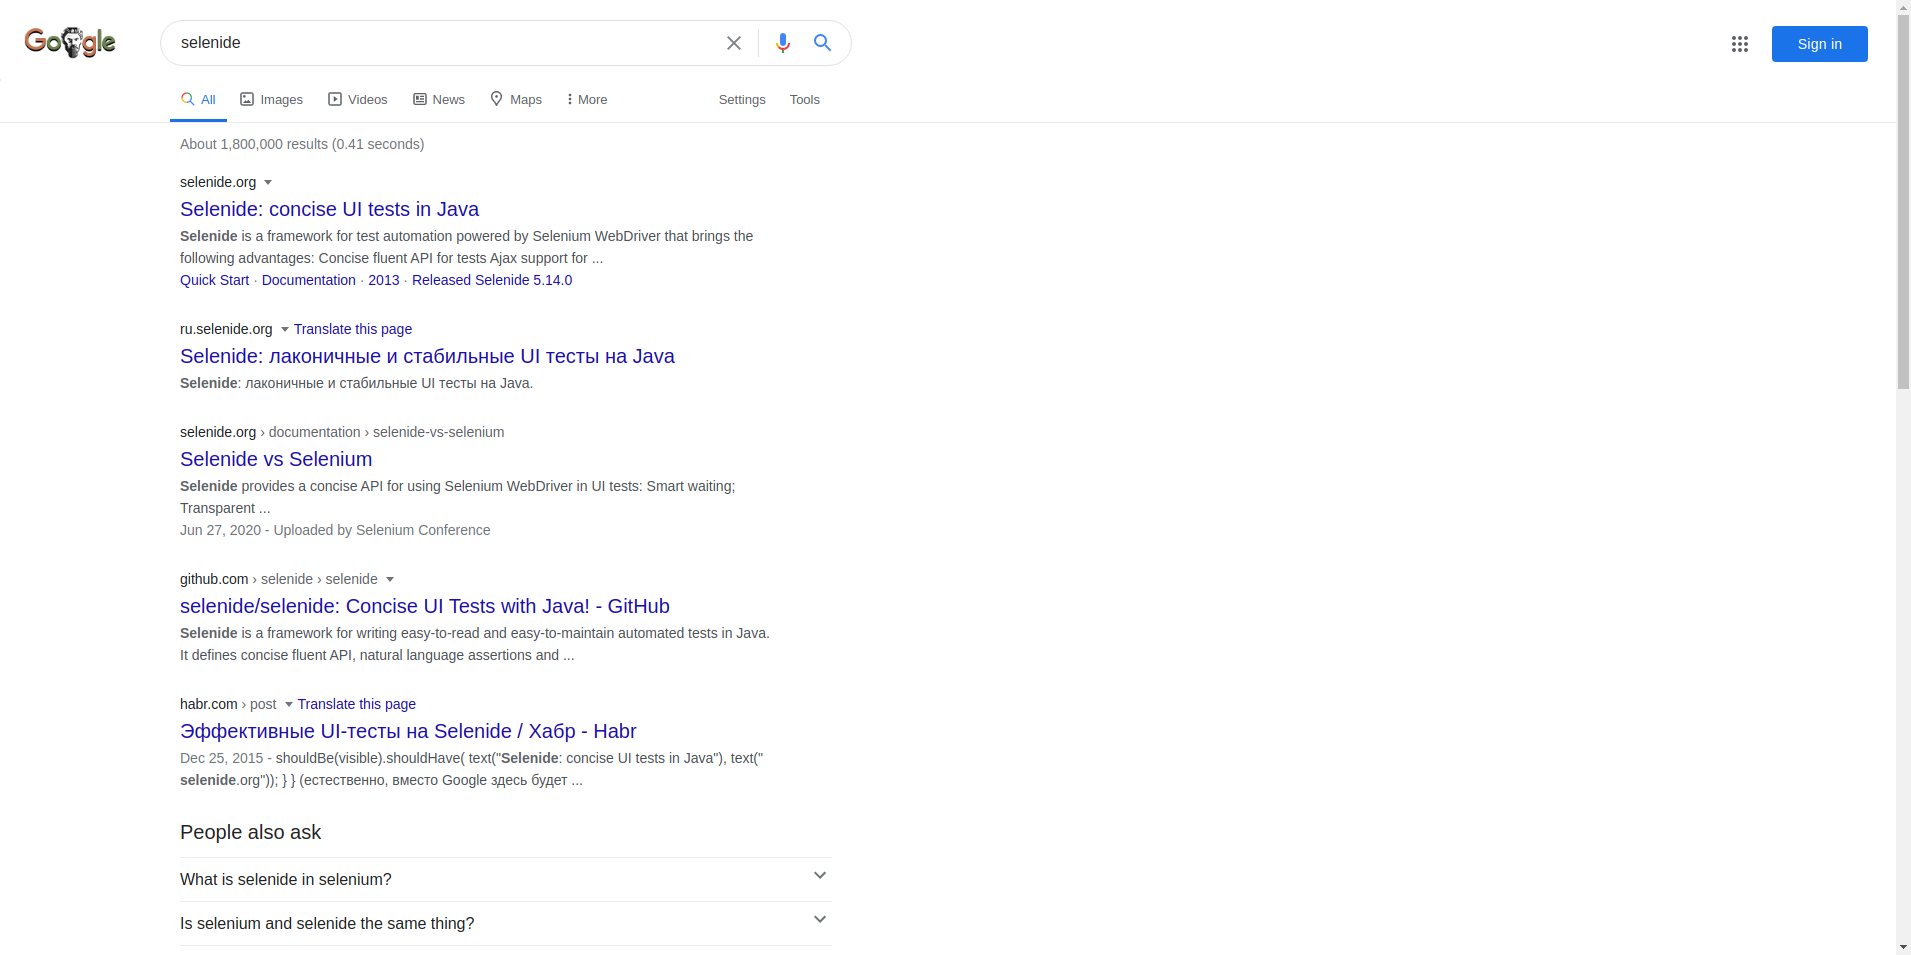 Google
selenide
Sign in
All Images Videos News Maps More Settings Tools
About 1,800,000 results (0.41 seconds)
selenide.org
Selenide: concise UI tests in Java
Selenide is a framework for test automation powered by Selenium WebDriver that brings the
following advantages: Concise fluent API for tests Ajax support for ...
Quick Start · Documentation · 2013 · Released Selenide 5.14.0
ru.selenide.org Translate this page
Selenide: лаконичные и стабильные UI тесты на Java
Selenide: лаконичные и стабильные UI тесты на Java.
selenide.org › documentation › selenide-vs-selenium
Selenide vs Selenium
Selenide provides a concise API for using Selenium WebDriver in UI tests: Smart waiting;
Transparent ...
Jun 27, 2020 - Uploaded by Selenium Conference
github.com › selenide › selenide
selenide/selenide: Concise UI Tests with Java! - GitHub
Selenide is a framework for writing easy-to-read and easy-to-maintain automated tests in Java.
It defines concise fluent API, natural language assertions and ...
habr.com › post Translate this page
Эффективные UI-тесты на Selenide / Хабр - Habr
Dec 25, 2015 - shouldBe(visible).shouldHave( text("Selenide: concise UI tests in Java"), text("
selenide.org")); } } (естественно, вместо Google здесь будет ...
People also ask
What is selenide in selenium?
Is selenium and selenide the same thing?